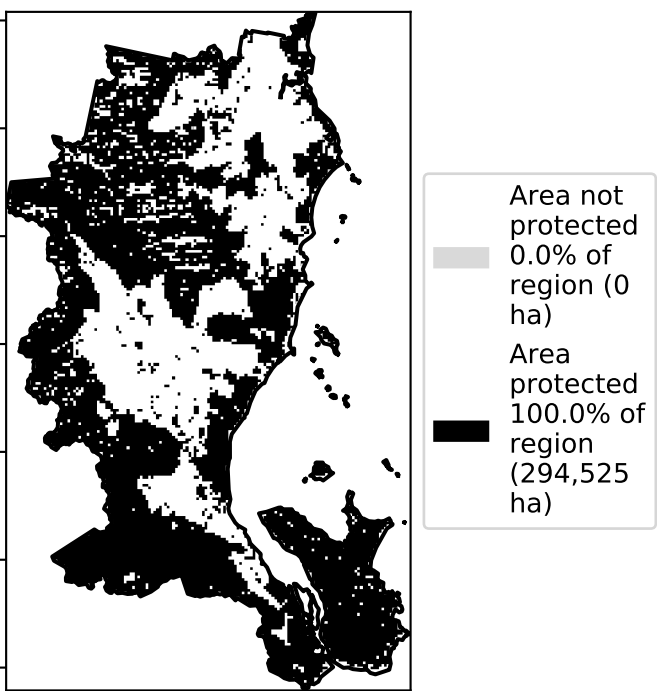 Area not
protected
0.0% of
region (0
ha)
Area
protected
100.0% of
region
(294,525
ha)